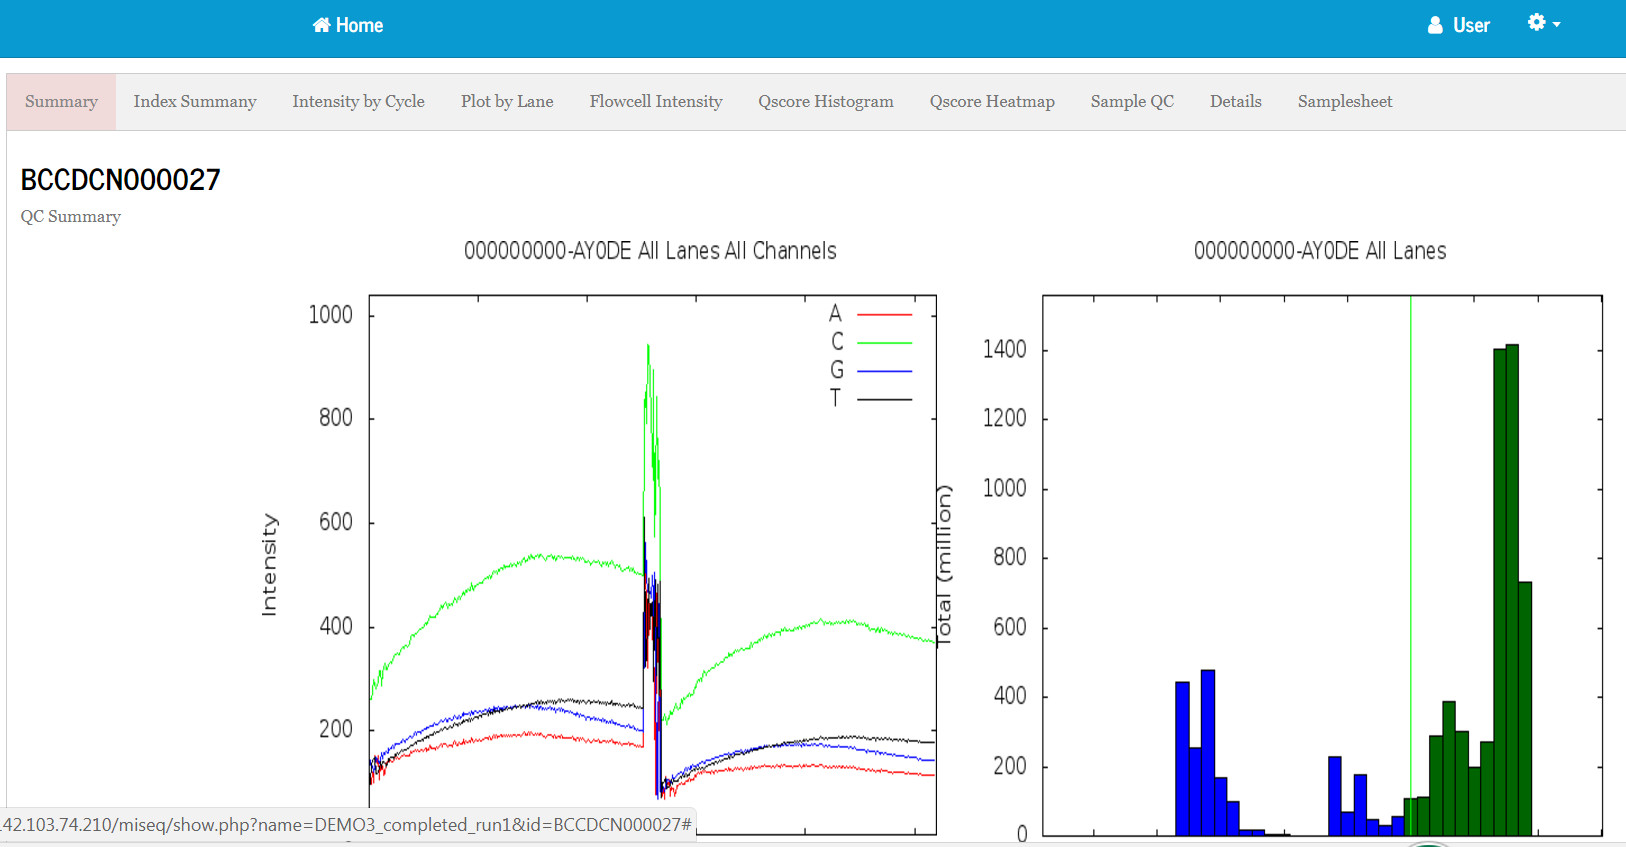 Home
User
Summary Index Summary Intensity by Cycle Plot by Lane Flowcell Intensity Qscore Histogram Qscore Heatmap Sample QC Details Samplesheet
BCCDCN000027
QC Summary
000000000-AY0DE All Lanes All Channels
1000
800
600
400
200
Intensity
A
C
G
T
000000000-AY0DE All Lanes
1400
1200
1000
800
600
400
200
0
Total (million)
.42.103.74.210/miseq/show.php?name=DEMO3_completed_run1&id=BCCDCN000027#